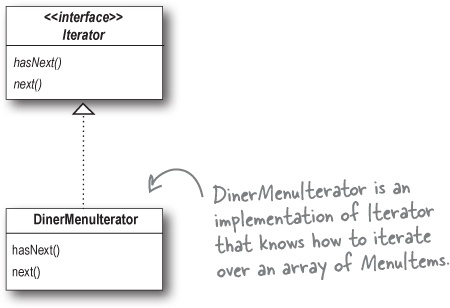 <<interface>>
Iterator
hasNext()
next()
DinerMenuIterator is an
implementation of Iterator
that knows how to iterate
over an array of MenuItems.
DinerMenuIterator
hasNext()
next()